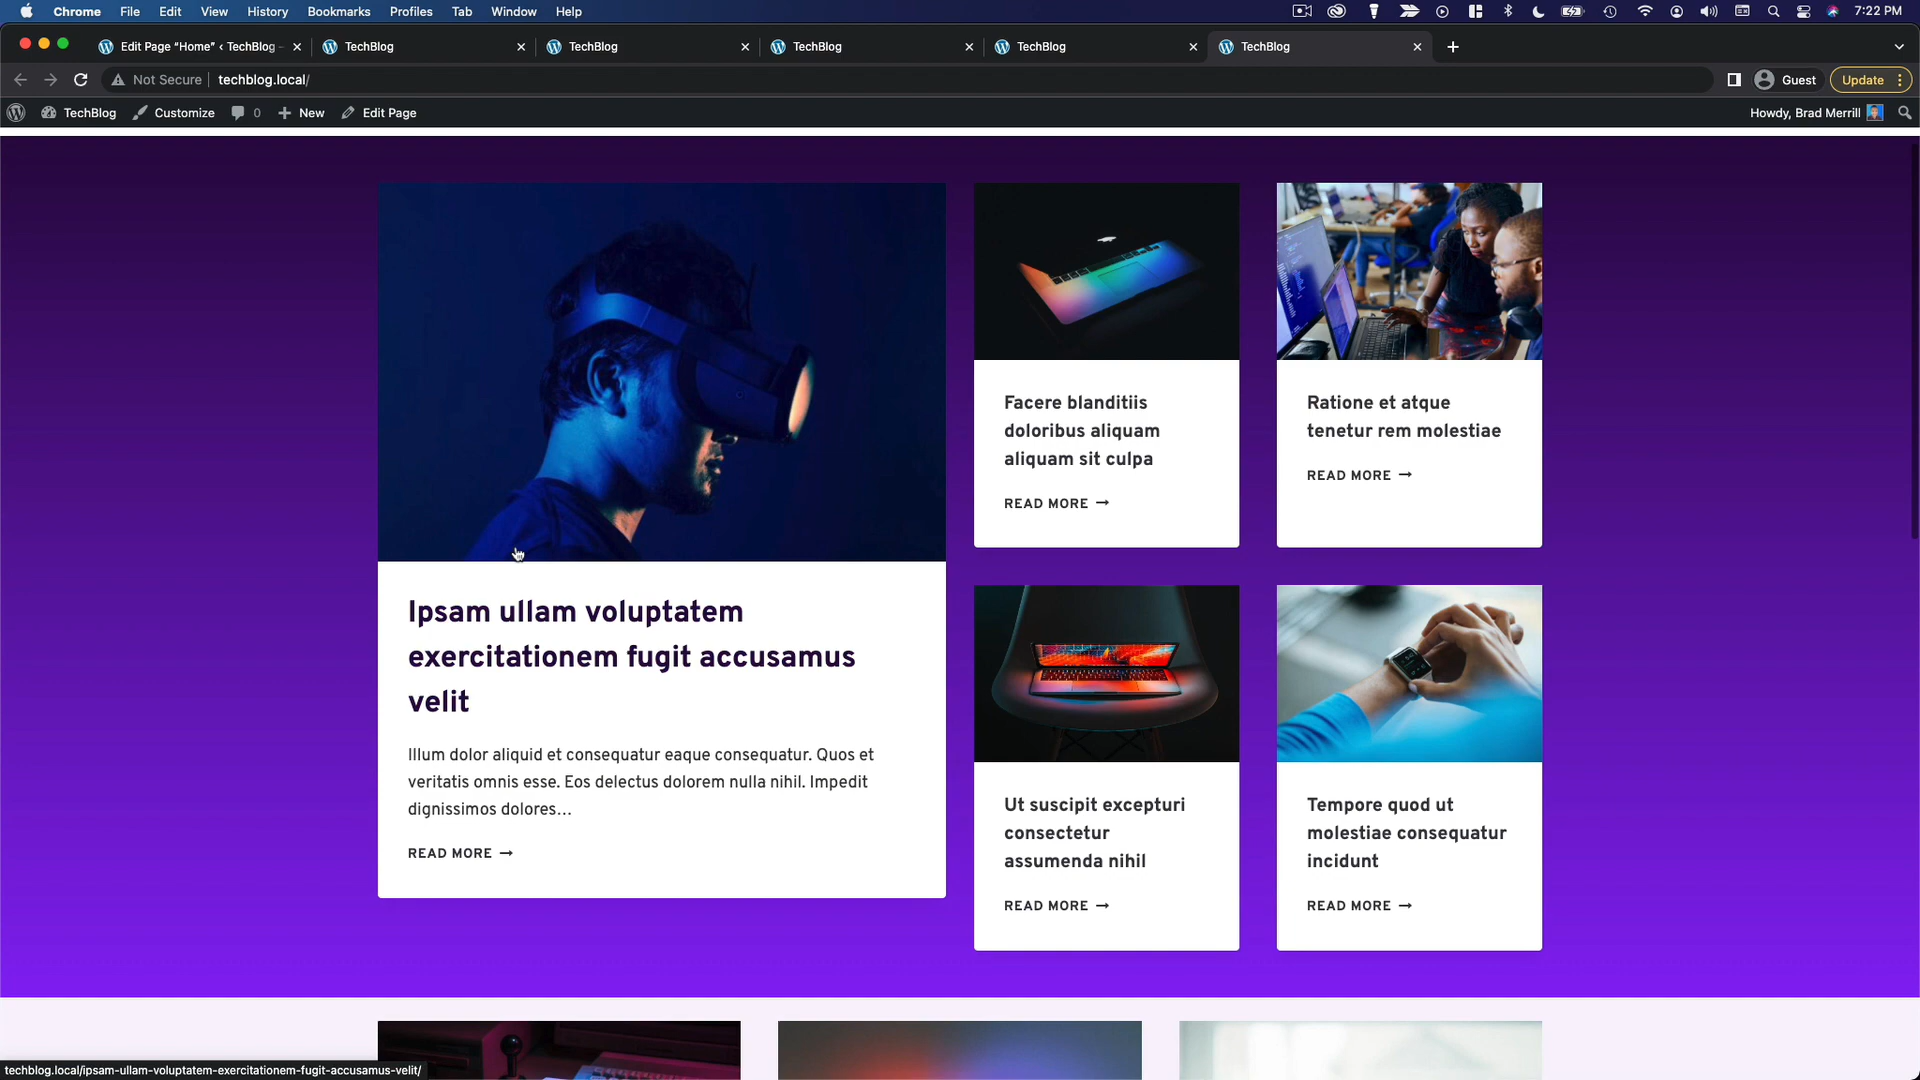 Chrome File Edit View History Bookmarks Profiles Tab Window Help 7:22 PM
Edit Page “Home” ‹ TechBlog – TechBlog TechBlog TechBlog TechBlog TechBlog
Not Secure techblog.local/ Guest Update
TechBlog Customize 0 New Edit Page Howdy, Brad Merrill
Ipsam ullam voluptatem
exercitationem fugit accusamus
velit
Illum dolor aliquid et consequatur eaque consequatur. Quos et
veritatis omnis esse. Eos delectus dolorem nulla nihil. Impedit
dignissimos dolores…
READ MORE →
Facere blanditiis
doloribus aliquam
aliquam sit culpa
READ MORE →
Ratione et atque
tenetur rem molestiae
READ MORE →
Ut suscipit excepturi
consectetur
assumenda nihil
READ MORE →
Tempore quod ut
molestiae consequatur
incidunt
READ MORE →
techblog.local/ipsam-ullam-voluptatem-exercitationem-fugit-accusamus-velit/